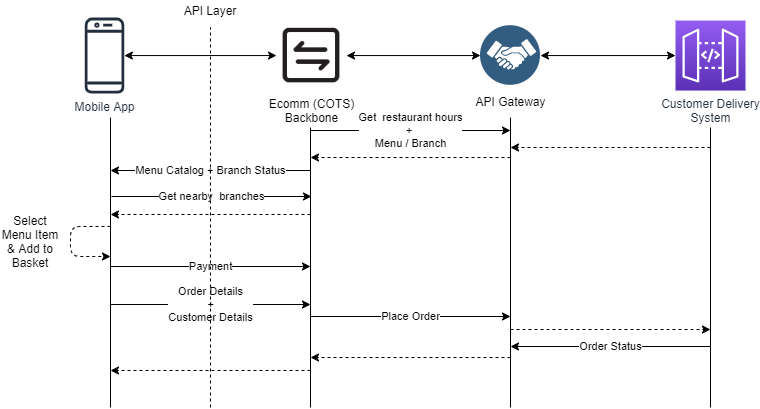 API Layer
Mobile App
Ecomm (COTS)
Backbone
API Gateway
Customer Delivery
System
Get restaurant hours
+
Menu / Branch
Menu Catalog + Branch Status
Get nearby branches
Select
Menu Item
& Add to
Basket
Payment
Order Details
+
Customer Details
Place Order
Order Status